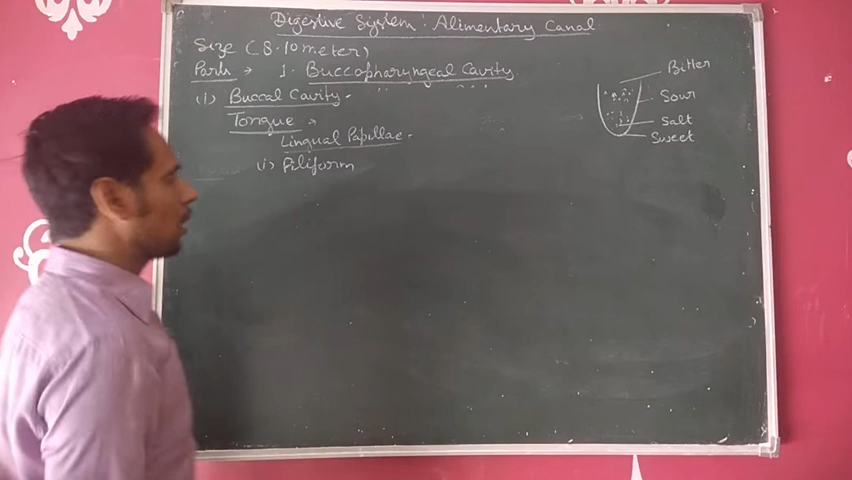 Digestive System : Alimentary Canal
Size (8-10 meter)
Parts → 1. Buccopharyngeal Cavity
(i) Buccal Cavity -
Tongue →
Lingual Papillae -
(i) Filiform
Bitter
Sour
Salt
Sweet